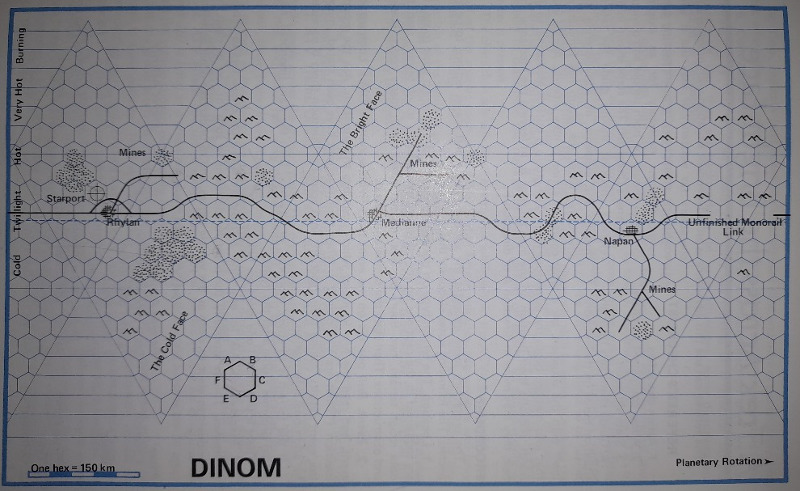 Burning
Very Hot
Hot
Twilight
Cold
The Bright Face
Mines
Mines
Starport
Rhylan
Mediance
Unfinished Monorail
Link
Napan
Mines
The Cold Face
A B
F C
E D
One hex = 150 km
DINOM
Planetary Rotation ➤